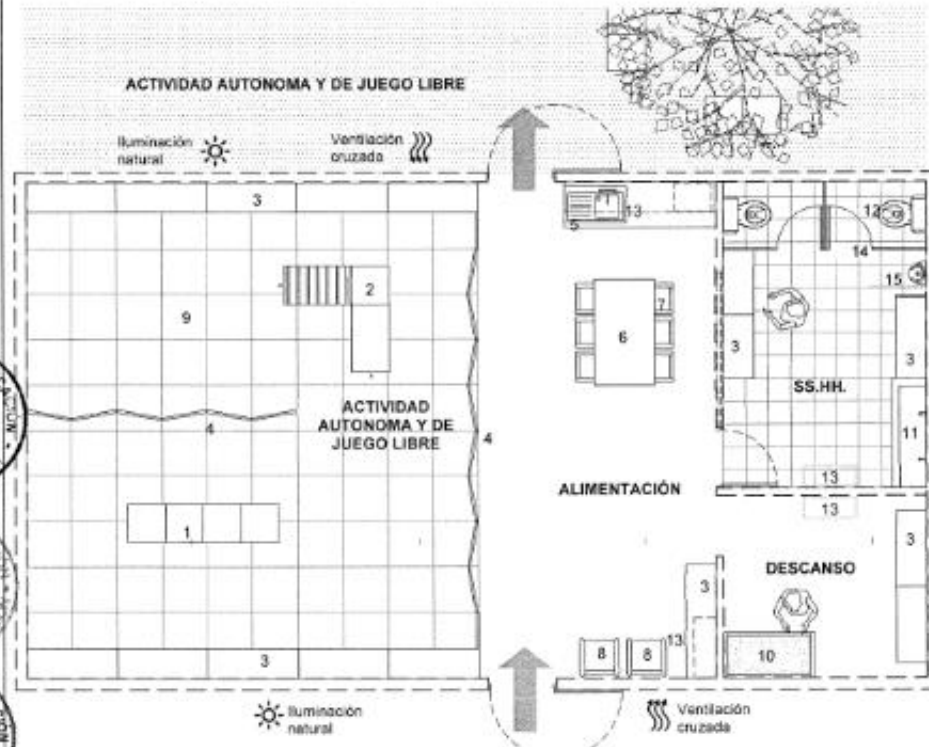 ACTIVIDAD AUTONOMA Y DE JUEGO LIBRE
Iluminación
natural
Ventilación
cruzada
3
5
13
12
14
15
2
9
7
6
3
3
SS.HH.
ACTIVIDAD
AUTONOMA Y DE
JUEGO LIBRE
4
4
11
ALIMENTACIÓN
13
13
1
3
DESCANSO
3
8
8
13
10
3
Iluminación
natural
Ventilación
cruzada